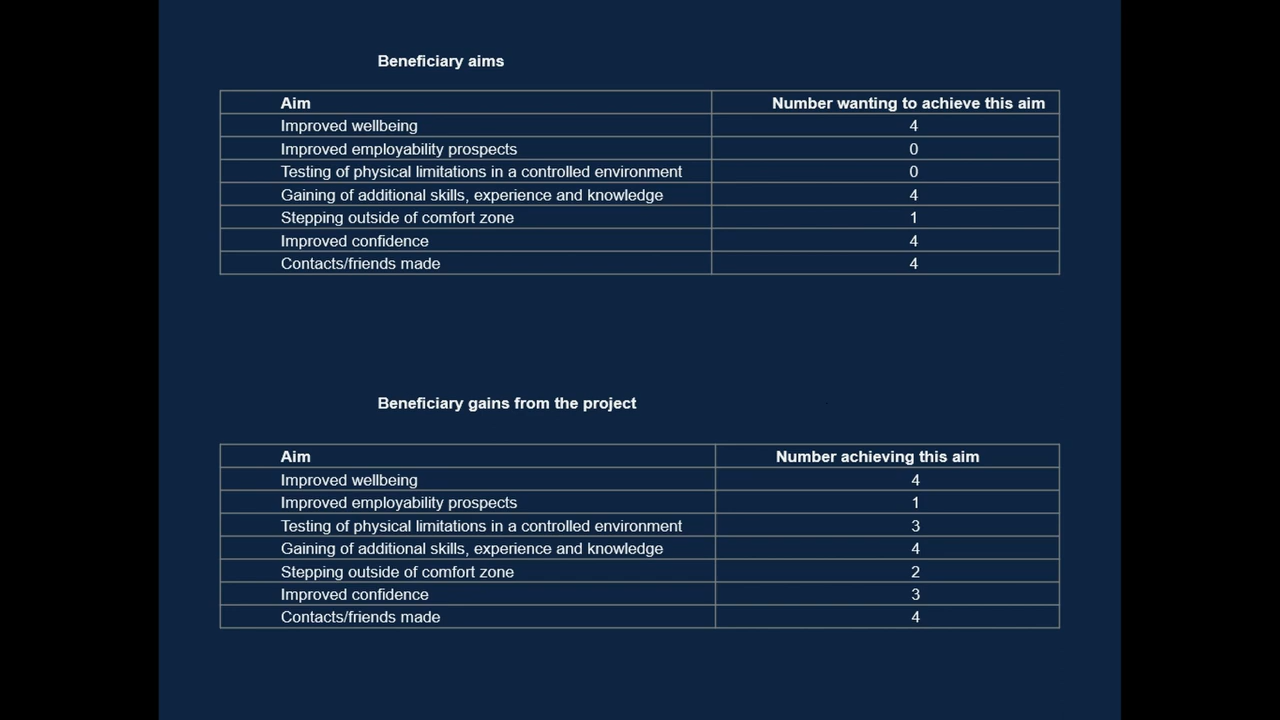 Beneficiary aims
Aim Number wanting to achieve this aim
Improved wellbeing 4
Improved employability prospects 0
Testing of physical limitations in a controlled environment 0
Gaining of additional skills, experience and knowledge 4
Stepping outside of comfort zone 1
Improved confidence 4
Contacts/friends made 4
Beneficiary gains from the project
Aim Number achieving this aim
Improved wellbeing 4
Improved employability prospects 1
Testing of physical limitations in a controlled environment 3
Gaining of additional skills, experience and knowledge 4
Stepping outside of comfort zone 2
Improved confidence 3
Contacts/friends made 4